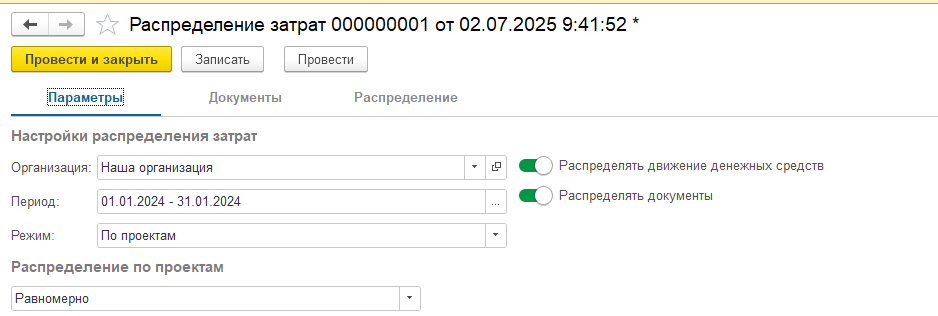 Распределение затрат 000000001 от 02.07.2025 9:41:52 *
Провести и закрыть Записать Провести
Параметры Документы Распределение
Настройки распределения затрат
Организация: Наша организация Распределять движение денежных средств
Период: 01.01.2024 - 31.01.2024 ... Распределять документы
Режим: По проектам
Распределение по проектам
Равномерно